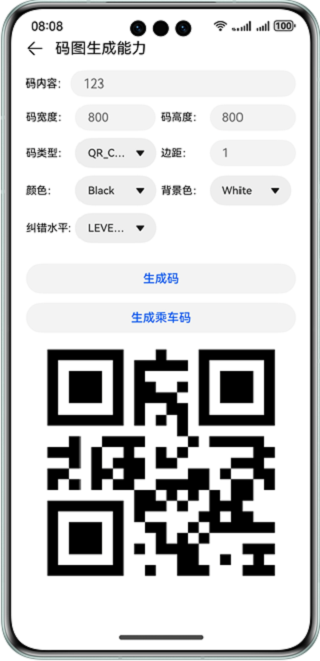 08:08 100
码图生成能力
码内容： 123
码宽度： 800 码高度： 800
码类型： QR_C... 边距： 1
颜色： Black 背景色： White
纠错水平： LEVE...
生成码
生成乘车码